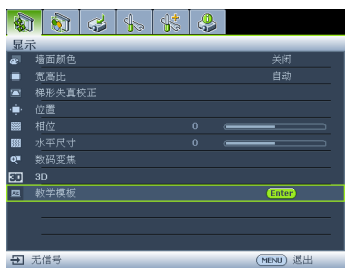 显示
墙面颜色 关闭
宽高比 自动
梯形失真校正
位置
相位 0
水平尺寸 0
数码变焦
3D 3D
教学模板 Enter
无信号 MENU 退出